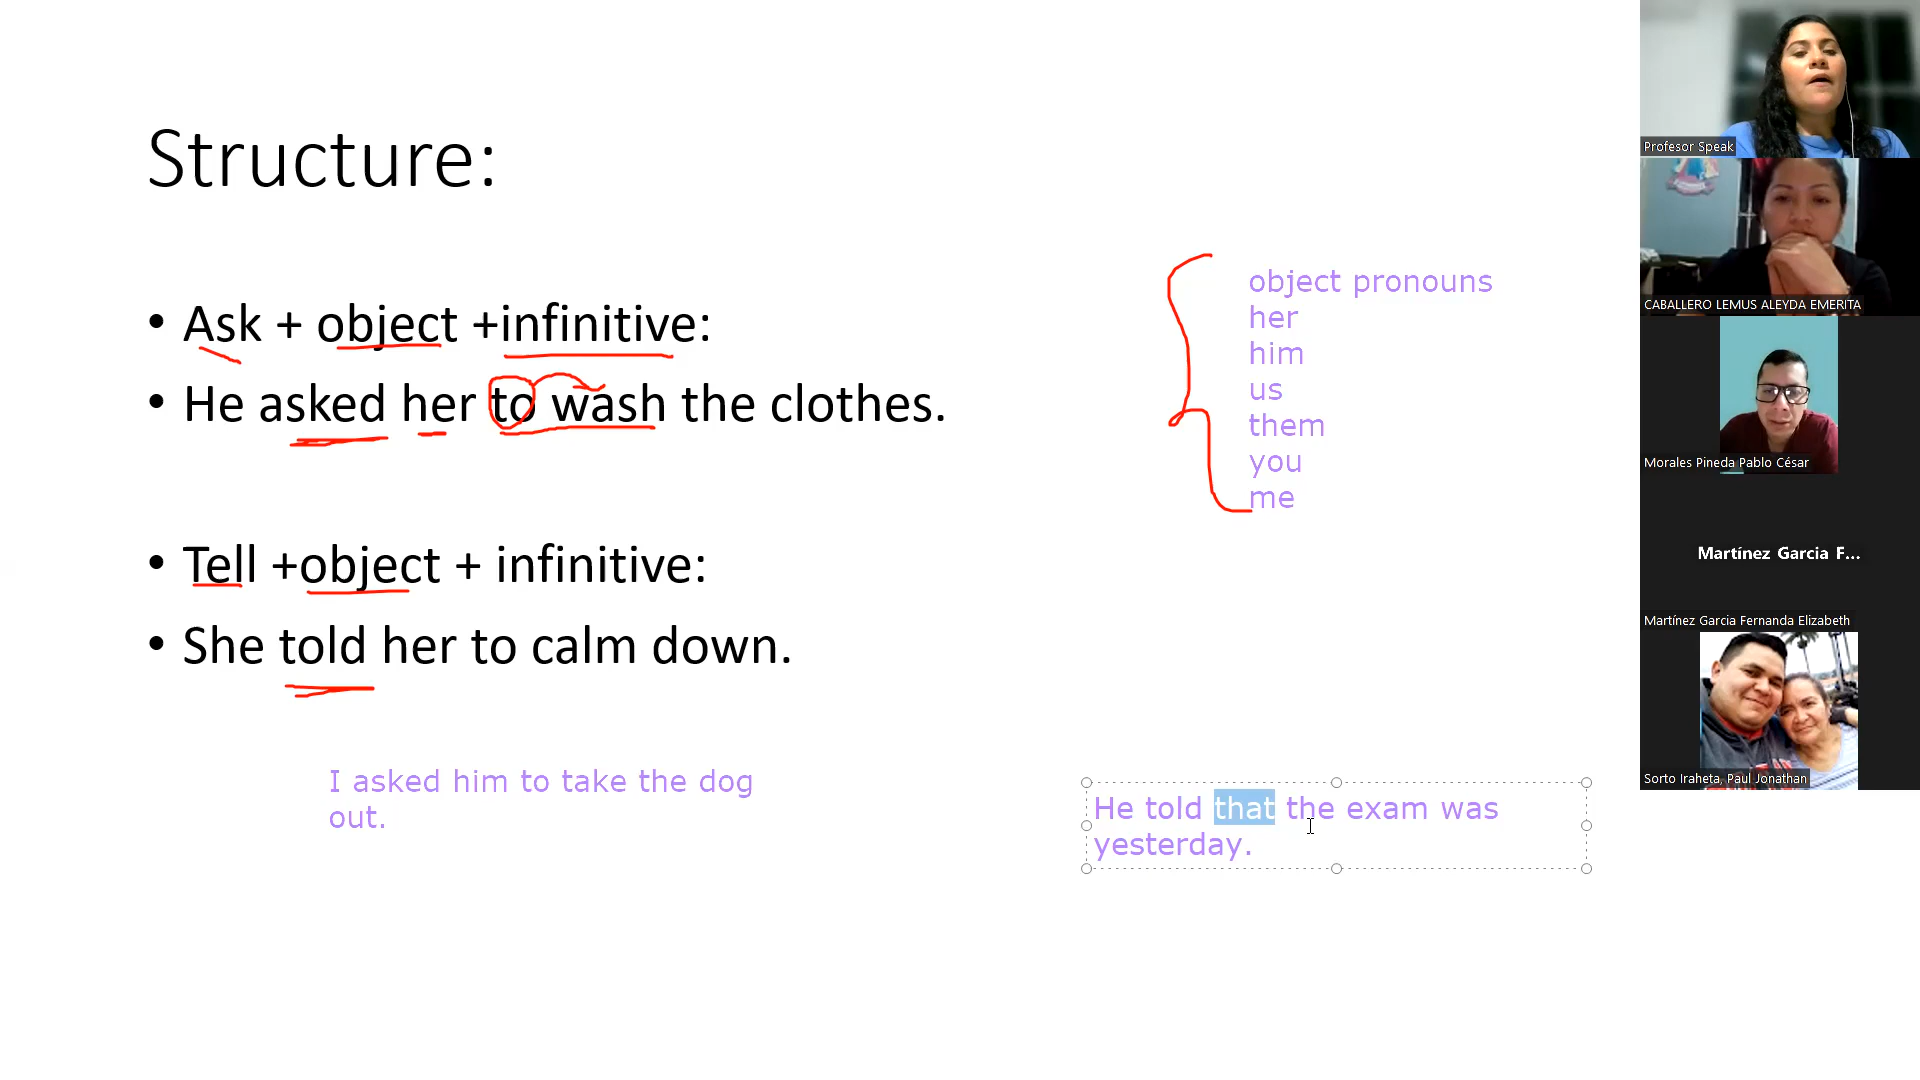 Structure:
• Ask + object +infinitive:
• He asked her to wash the clothes.
• Tell +object + infinitive:
• She told her to calm down.
I asked him to take the dog
out.
object pronouns
her
him
us
them
you
me
He told that the exam was
yesterday.
Profesor Speak
CABALLERO LEMUS ALEYDA EMERITA
Morales Pineda Pablo César
Martínez Garcia F...
Martínez Garcia Fernanda Elizabeth
Sorto Iraheta, Paul Jonathan